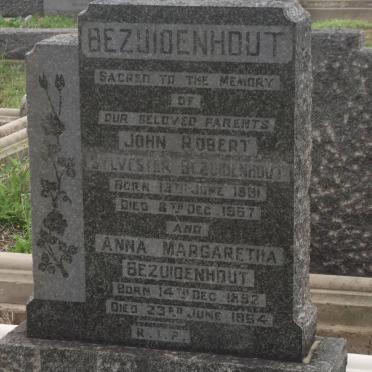 BEZUIDENHOUT
SACRED TO THE MEMORY
OF
OUR BELOVED PARENTS
JOHN ROBERT
SYLVESTER BEZUIDENHOUT
BORN 13TH JUNE 1891
DIED 8TH DEC. 1957
AND
ANNA MARGARETHA
BEZUIDENHOUT
BORN 14TH DEC 1892
DIED 23RD JUNE 1964
R.I.P.